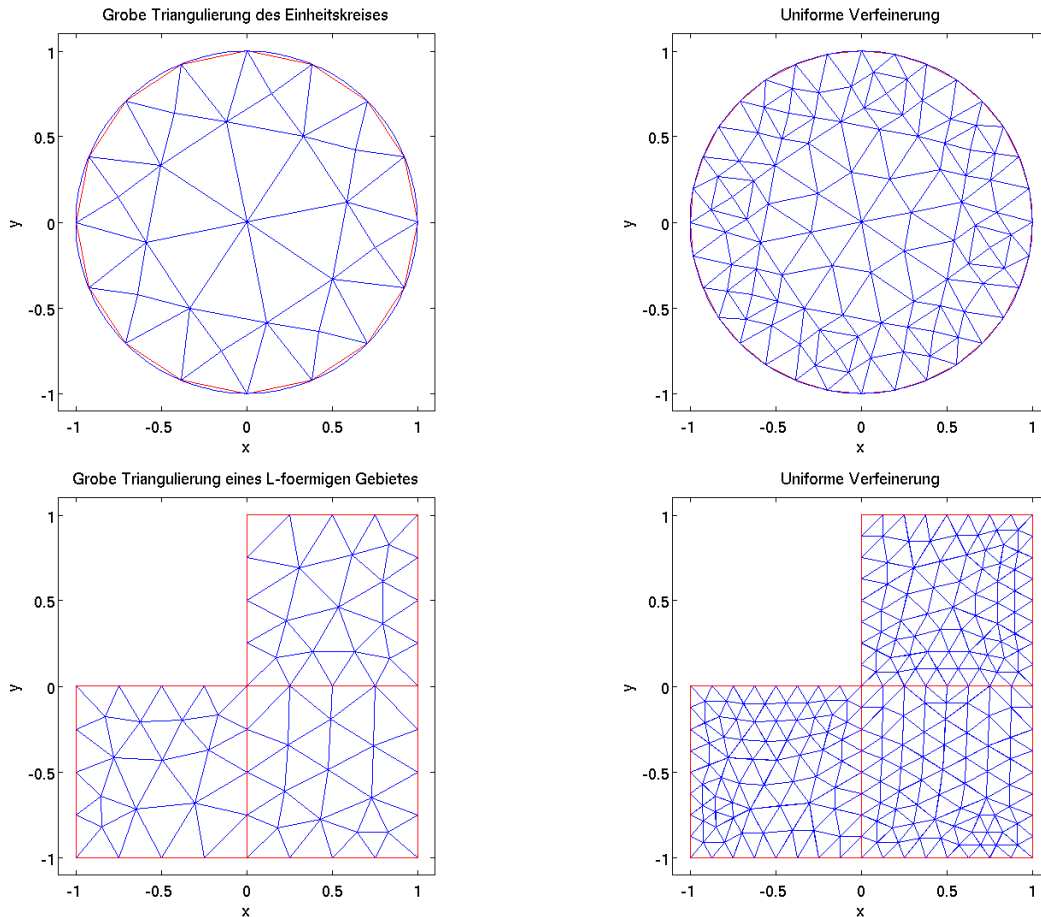 Grobe Triangulierung des Einheitskreises
1
0.5
0
-0.5
-1
y
-1 -0.5 0 0.5 1
x
Uniforme Verfeinerung
1
0.5
0
-0.5
-1
y
-1 -0.5 0 0.5 1
x
Grobe Triangulierung eines L-foermigen Gebietes
1
0.5
0
-0.5
-1
y
-1 -0.5 0 0.5 1
x
Uniforme Verfeinerung
1
0.5
0
-0.5
-1
y
-1 -0.5 0 0.5 1
x